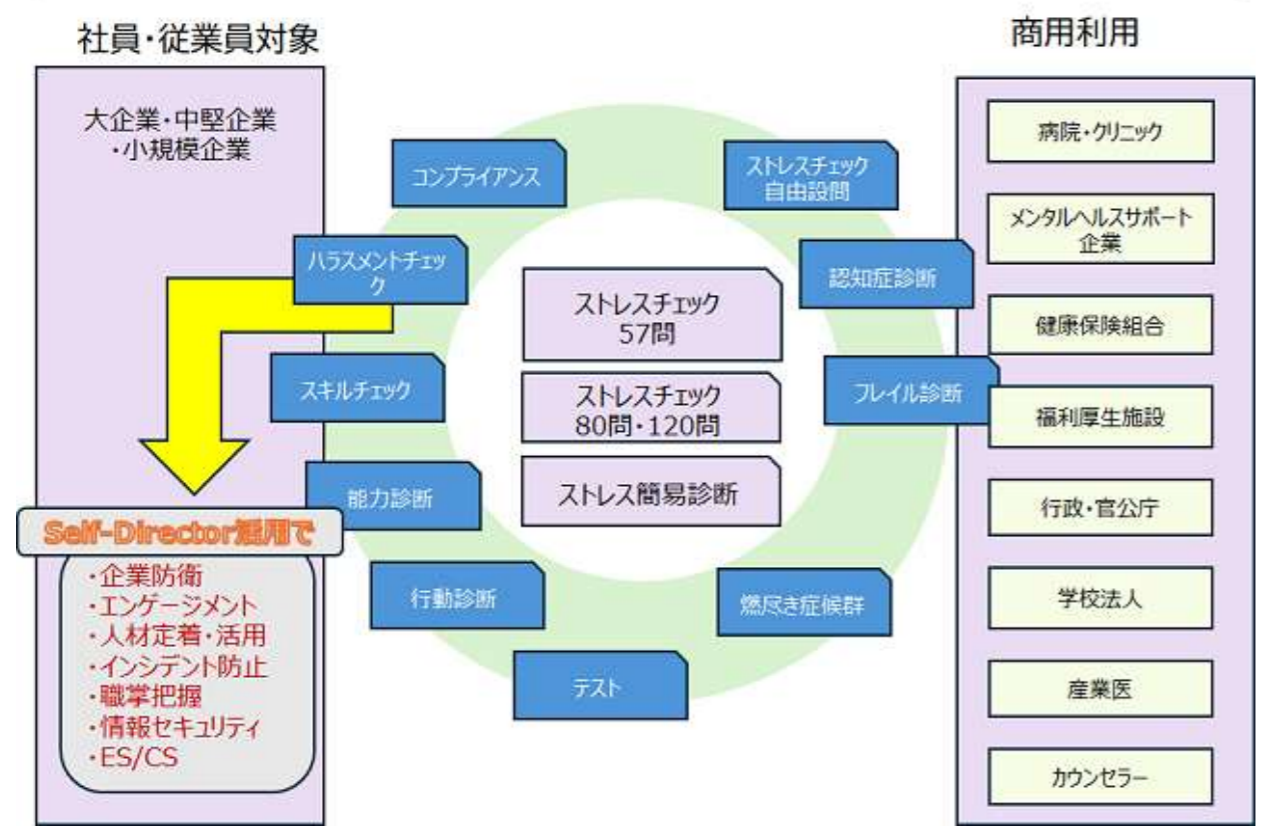 社員・従業員対象
大企業・中堅企業
・小規模企業
コンプライアンス
ハラスメントチェッ
ク
スキルチェック
能力診断
行動診断
テスト
ストレスチェック
自由設問
認知症診断
フレイル診断
燃尽き症候群
ストレスチェック
57問
ストレスチェック
80問・120問
ストレス簡易診断
Self-Director活用で
・企業防衛
・エンゲージメント
・人材定着・活用
・インシデント防止
・職掌把握
・情報セキュリティ
・ES/CS
商用利用
病院・クリニック
メンタルヘルスサポート
企業
健康保険組合
福利厚生施設
行政・官公庁
学校法人
産業医
カウンセラー